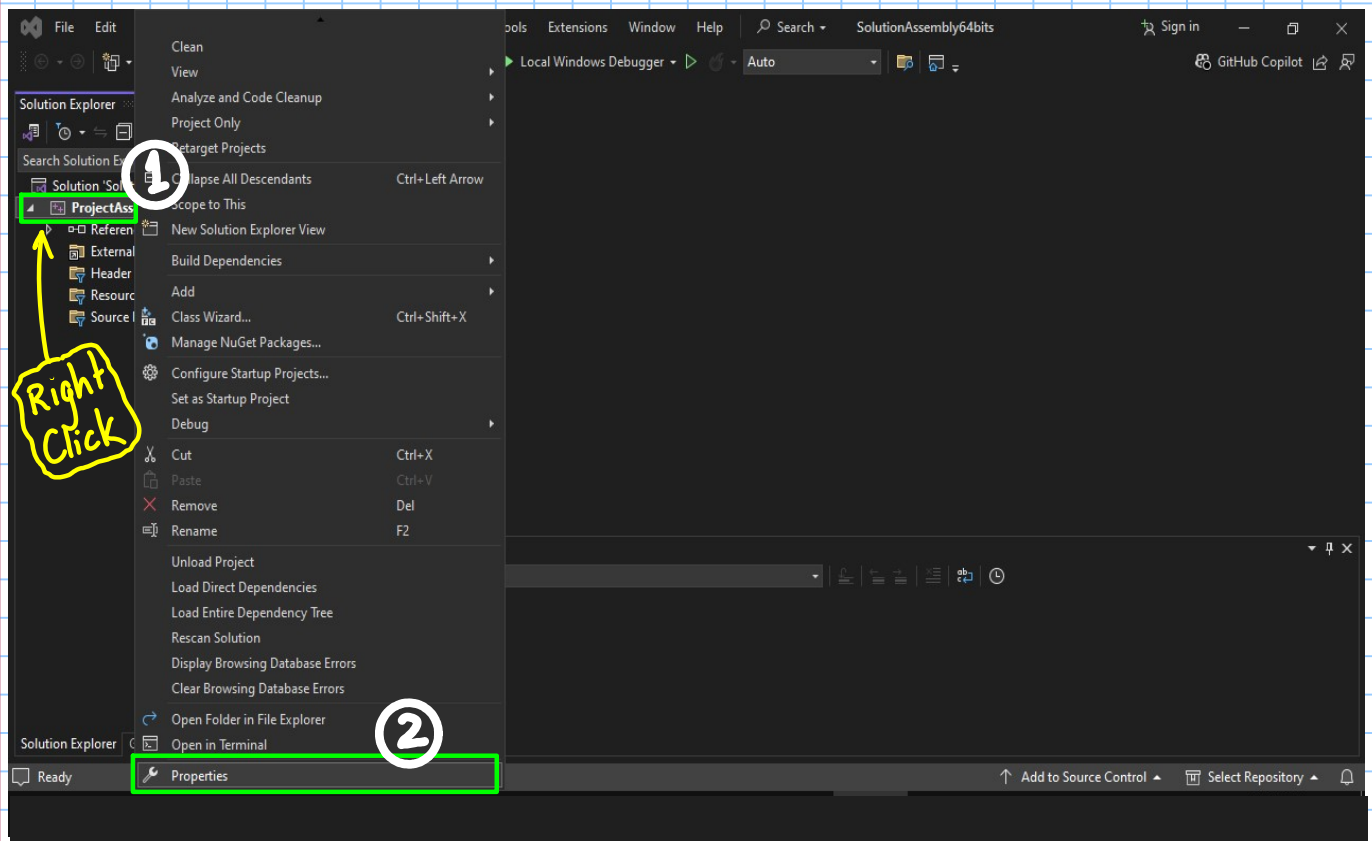 File Edit ools Extensions Window Help Search SolutionAssembly64bits Sign in
Local Windows Debugger Auto GitHub Copilot
Solution Explorer
Search Solution Ex
Solution 'Solu
ProjectAss
Referen
External
Header
Resourc
Source
Clean
View
Analyze and Code Cleanup
Project Only
Retarget Projects
Collapse All Descendants Ctrl+Left Arrow
Scope to This
New Solution Explorer View
Build Dependencies
Add
Class Wizard... Ctrl+Shift+X
Manage NuGet Packages...
Configure Startup Projects...
Set as Startup Project
Debug
Cut Ctrl+X
Paste Ctrl+V
Remove Del
Rename F2
Unload Project
Load Direct Dependencies
Load Entire Dependency Tree
Rescan Solution
Display Browsing Database Errors
Clear Browsing Database Errors
Open Folder in File Explorer
Open in Terminal
Properties
1
2
Right
Click
Solution Explorer
Ready Add to Source Control Select Repository